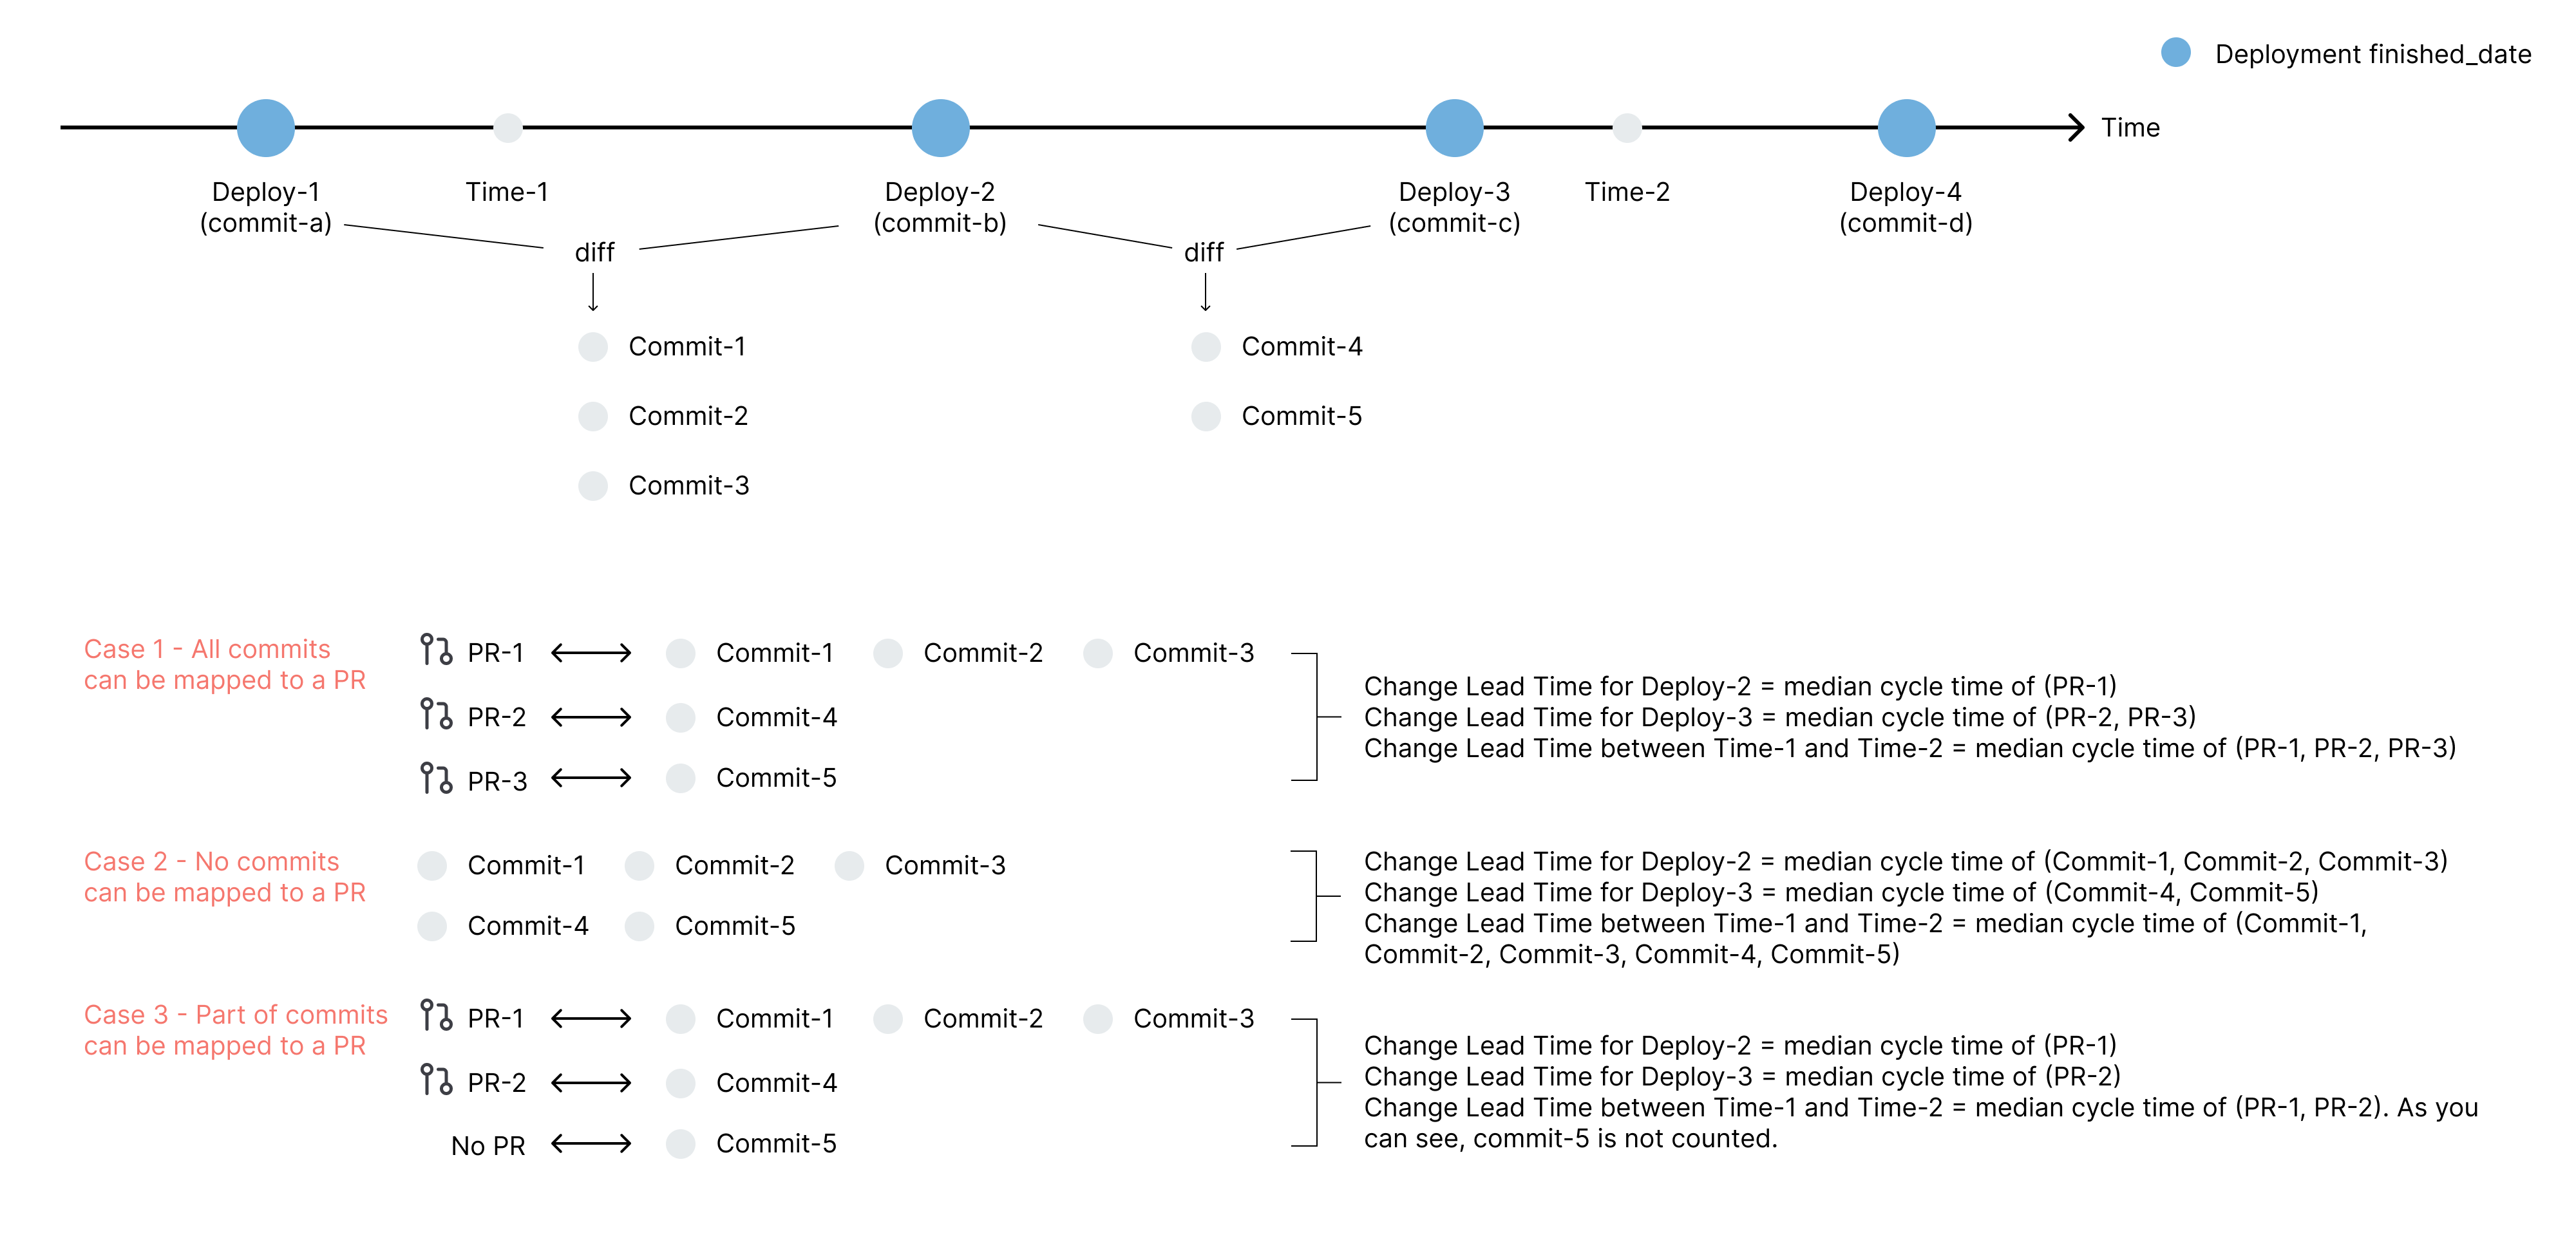 Deployment finished_date
Time
Deploy-1
(commit-a)
Time-1
Deploy-2
(commit-b)
Deploy-3
(commit-c)
Time-2
Deploy-4
(commit-d)
diff
diff
Commit-1
Commit-2
Commit-3
Commit-4
Commit-5
Case 1 - All commits
can be mapped to a PR
PR-1
Commit-1
Commit-2
Commit-3
PR-2
Commit-4
PR-3
Commit-5
Change Lead Time for Deploy-2 = median cycle time of (PR-1)
Change Lead Time for Deploy-3 = median cycle time of (PR-2, PR-3)
Change Lead Time between Time-1 and Time-2 = median cycle time of (PR-1, PR-2, PR-3)
Case 2 - No commits
can be mapped to a PR
Commit-1
Commit-2
Commit-3
Commit-4
Commit-5
Change Lead Time for Deploy-2 = median cycle time of (Commit-1, Commit-2, Commit-3)
Change Lead Time for Deploy-3 = median cycle time of (Commit-4, Commit-5)
Change Lead Time between Time-1 and Time-2 = median cycle time of (Commit-1,
Commit-2, Commit-3, Commit-4, Commit-5)
Case 3 - Part of commits
can be mapped to a PR
PR-1
Commit-1
Commit-2
Commit-3
PR-2
Commit-4
No PR
Commit-5
Change Lead Time for Deploy-2 = median cycle time of (PR-1)
Change Lead Time for Deploy-3 = median cycle time of (PR-2)
Change Lead Time between Time-1 and Time-2 = median cycle time of (PR-1, PR-2). As you
can see, commit-5 is not counted.